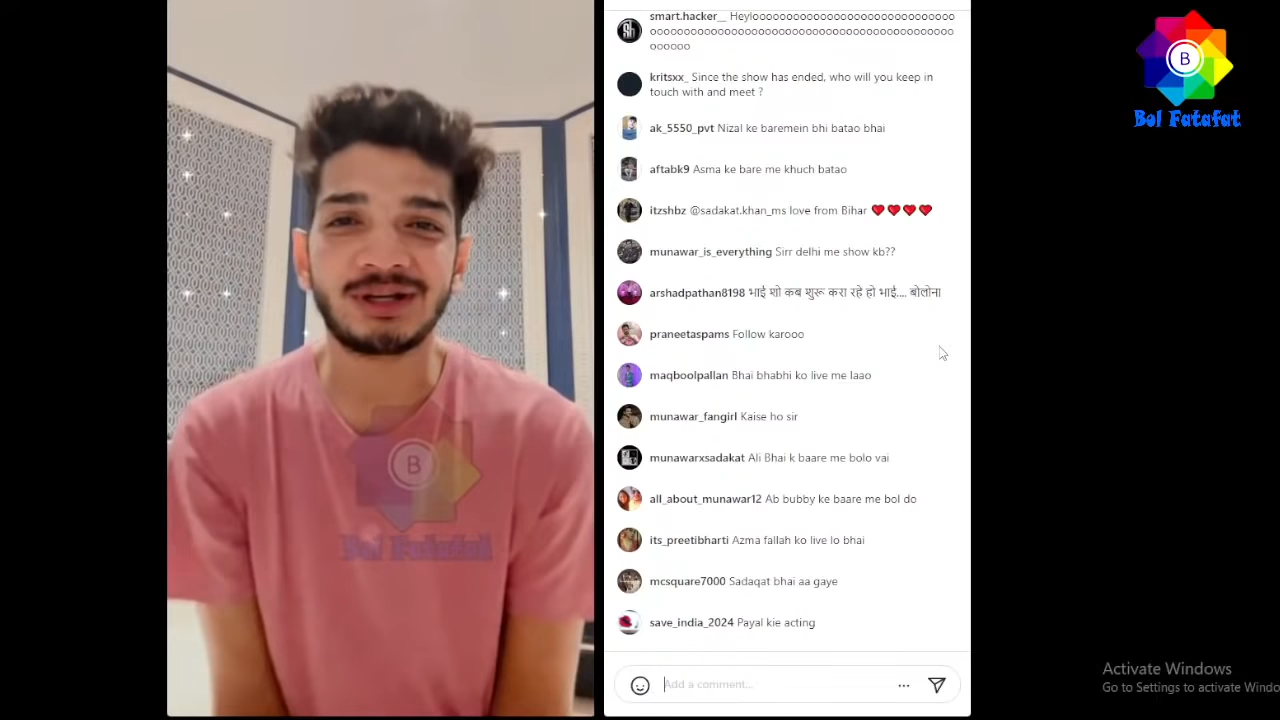 smart.hacker__ Heyloooooooooooooooooooooooooooooo
ooooooooooooooooooooooooooooooooooooooooooooo
oooooo
kritsxx_ Since the show has ended, who will you keep in
touch with and meet ?
ak_5550_pvt Nizal ke baremein bhi batao bhai
aftabk9 Asma ke bare me khuch batao
itzshbz @sadakat.khan_ms love from Bihar ❤❤❤❤
munawar_is_everything Sirr delhi me show kb??
arshadpathan8198 भाई शो कब शुरू करा रहे हो भाई.... बोलोना
praneetaspams Follow karooo
maqboolpallan Bhai bhabhi ko live me laao
munawar_fangirl Kaise ho sir
munawarxsadakat Ali Bhai k baare me bolo vai
all_about_munawar12 Ab bubby ke baare me bol do
its_preetibharti Azma fallah ko live lo bhai
mcsquare7000 Sadaqat bhai aa gaye
save_india_2024 Payal kie acting
Add a comment...
B
Bol Fatafat
B
Bol Fatafat
Activate Windows
Go to Settings to activate Windo